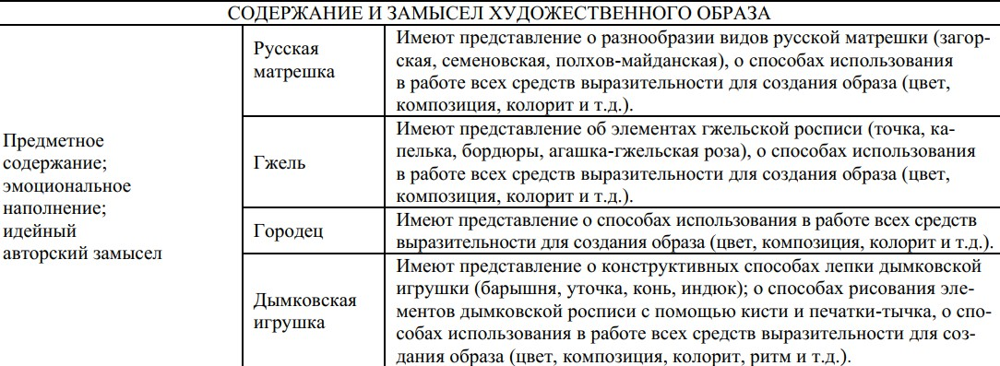 СОДЕРЖАНИЕ И ЗАМЫСЕЛ ХУДОЖЕСТВЕННОГО ОБРАЗА
Предметное
содержание;
эмоциональное
наполнение;
идейный
авторский замысел
Русская
матрешка
Имеют представление о разнообразии видов русской матрешки (загор-
ская, семеновская, полхов-майданская), о способах использования
в работе всех средств выразительности для создания образа (цвет,
композиция, колорит и т.д.).
Гжель
Имеют представление об элементах гжельской росписи (точка, ка-
пелька, бордюры, агашка-гжельская роза), о способах использования
в работе всех средств выразительности для создания образа (цвет,
композиция, колорит и т.д.).
Городец
Имеют представление о способах использования в работе всех средств
выразительности для создания образа (цвет, композиция, колорит и т.д.).
Дымковская
игрушка
Имеют представление о конструктивных способах лепки дымковской
игрушки (барышня, уточка, конь, индюк); о способах рисования эле-
ментов дымковской росписи с помощью кисти и печатки-тычка, о спо-
собах использования в работе всех средств выразительности для соз-
дания образа (цвет, композиция, колорит, ритм и т.д.).